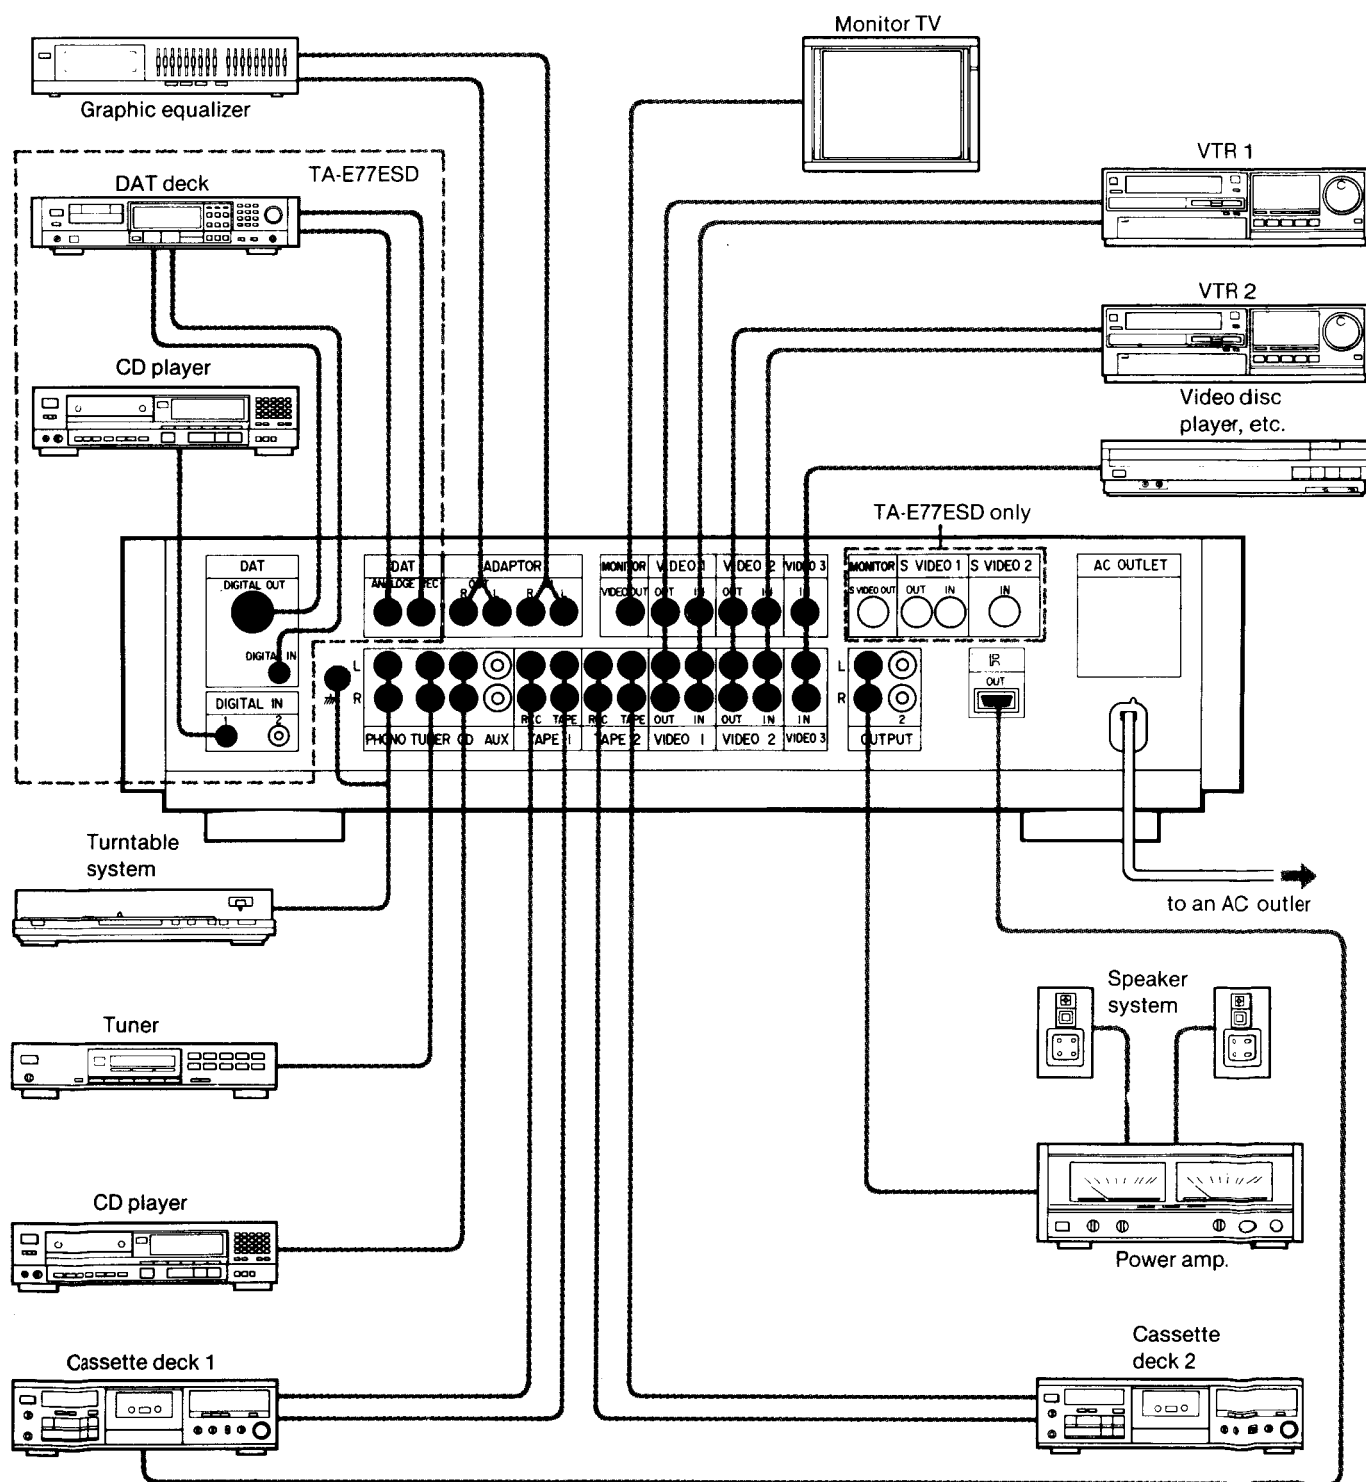 Monitor TV
Graphic equalizer
VTR 1
TA-E77ESD
DAT deck
VTR 2
CD player
Video disc
player, etc.
TA-E77ESD only
DAT
DIGITAL OUT
DIGITAL IN
DIGITAL IN
1 2
DAT
ANALOGE REC
ADAPTOR
R L R L
MONITOR
VIDEO OUT
VIDEO 1
OUT IN
VIDEO 2
OUT IN
VIDEO 3
IN
MONITOR
S VIDEO OUT
S VIDEO 1
OUT IN
S VIDEO 2
IN
AC OUTLET
L
R
REC TAPE
REC TAPE
OUT IN
OUT IN
IN
PHONO TUNER CD AUX TAPE 1 TAPE 2 VIDEO 1 VIDEO 2 VIDEO 3
L
R
2
OUTPUT
OUT
Turntable
system
to an AC outler
Speaker
system
Tuner
CD player
Power amp.
Cassette
deck 2
Cassette deck 1